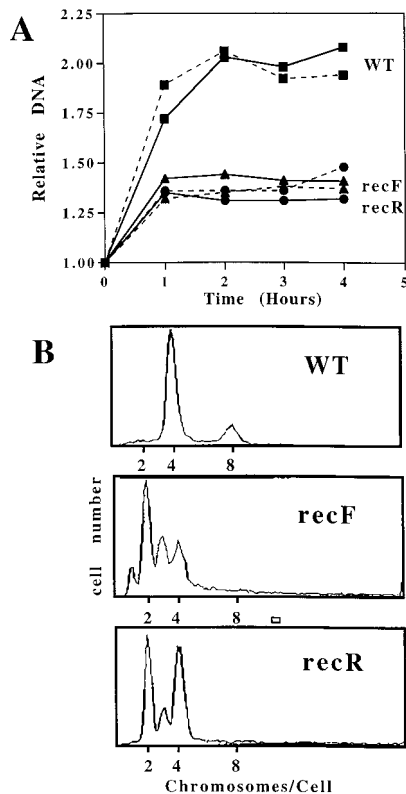 A
2.25
2.00
1.75
1.50
1.25
1.00
Relative DNA
WT
recF
recR
0 1 2 3 4 5
Time (Hours)
B
WT
2 4 8
cell number
recF
2 4 8
recR
2 4 8
Chromosomes/Cell